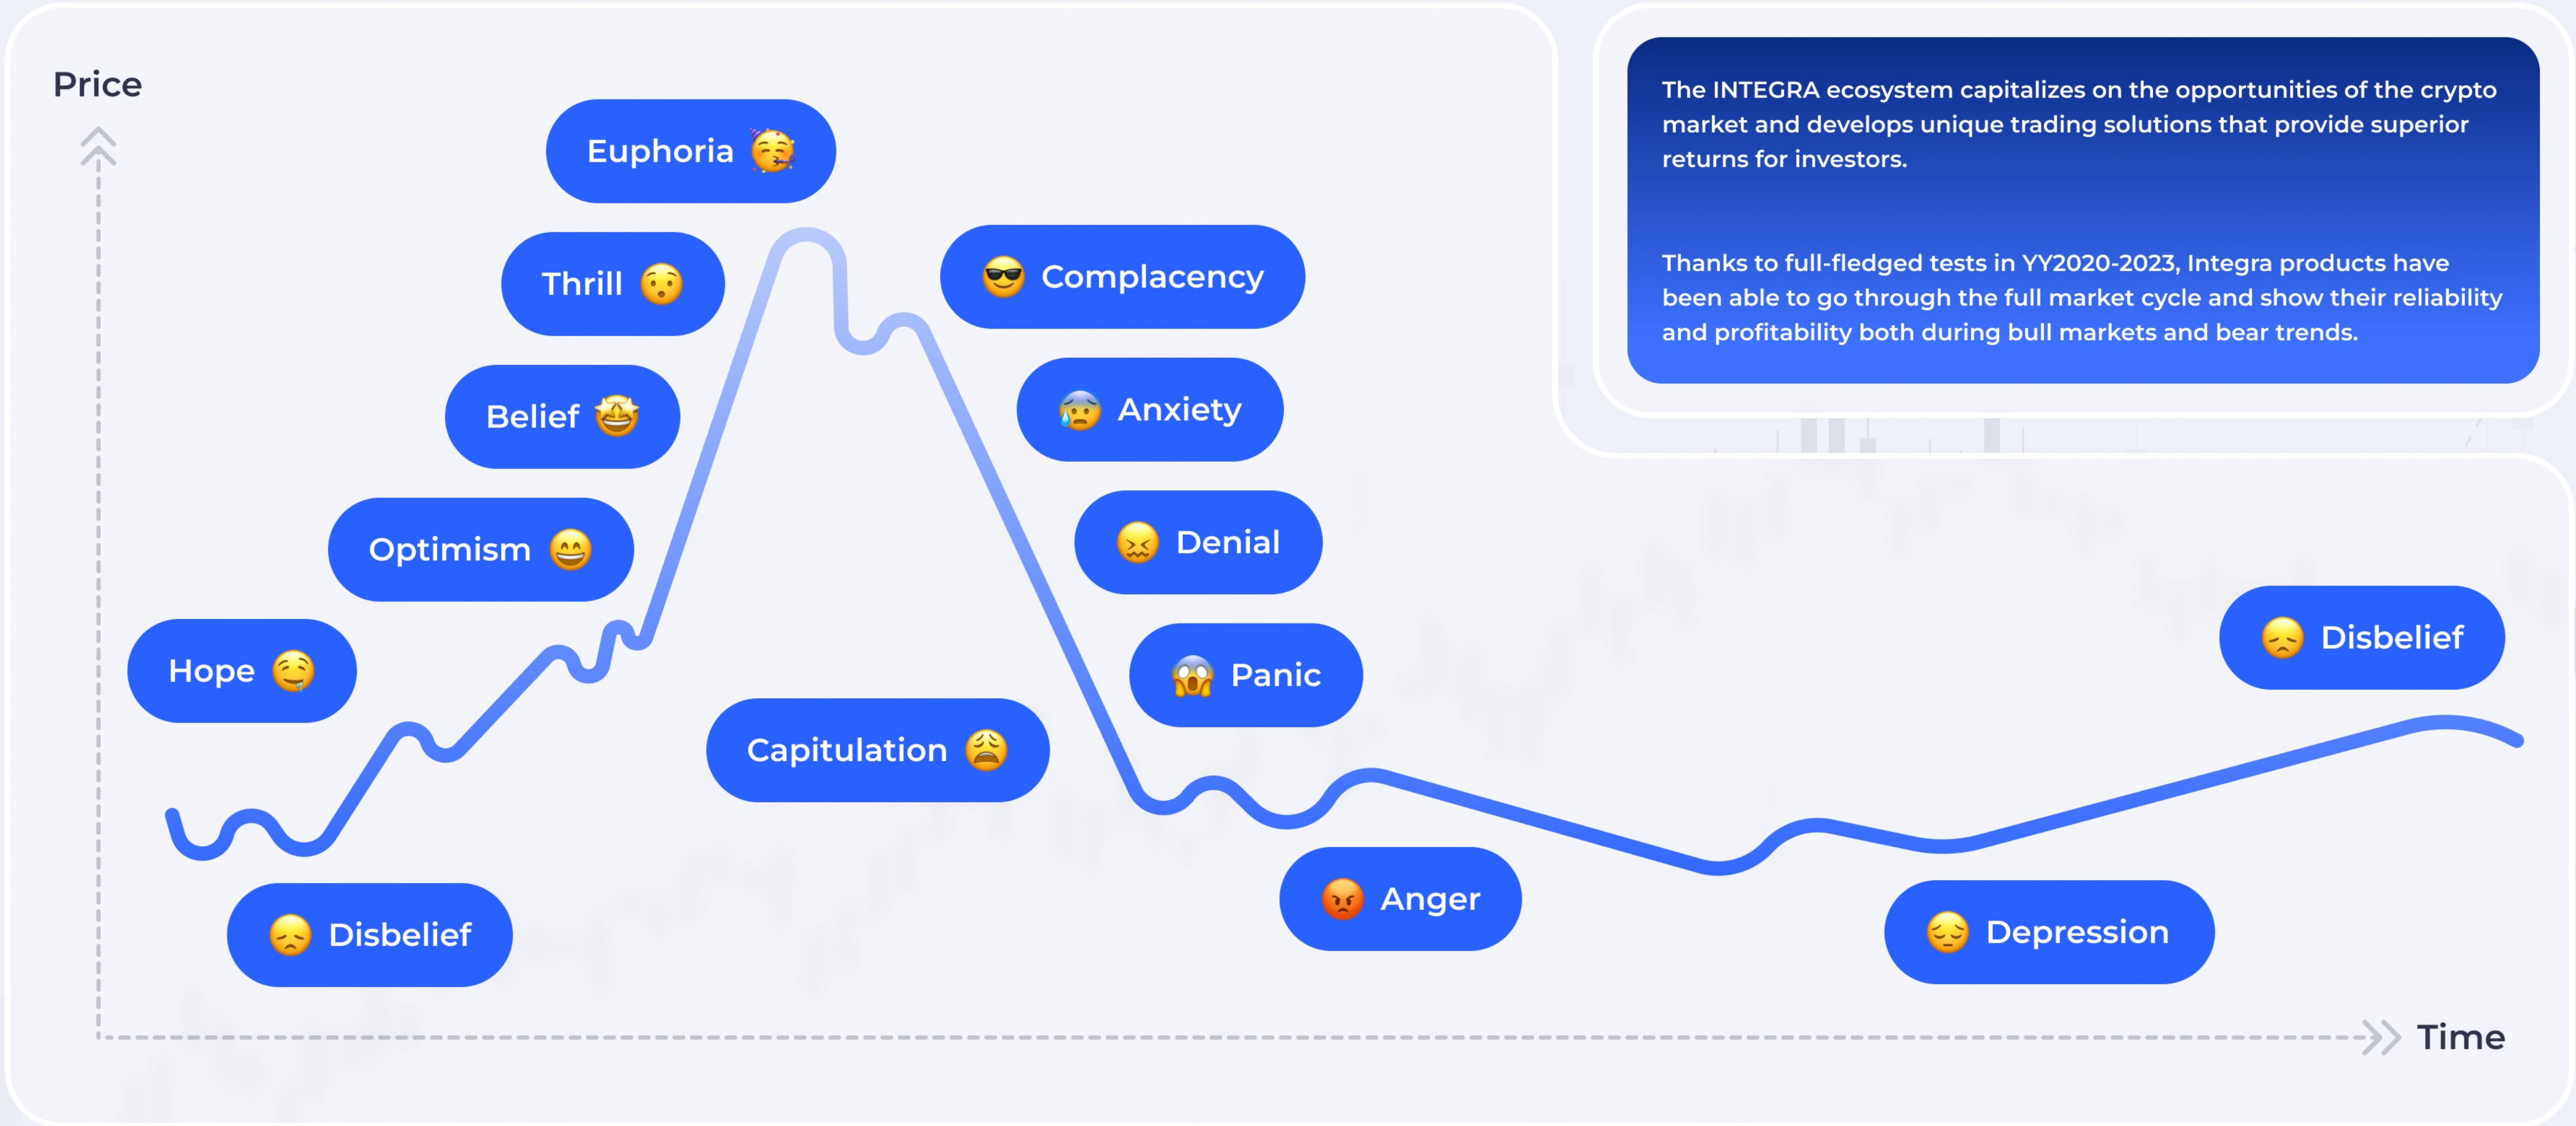 Price
Euphoria
Thrill
Complacency
Belief
Anxiety
Optimism
Denial
Hope
Panic
Capitulation
Disbelief
Anger
Depression
Disbelief
Time
The INTEGRA ecosystem capitalizes on the opportunities of the crypto
market and develops unique trading solutions that provide superior
returns for investors.
Thanks to full-fledged tests in YY2020-2023, Integra products have
been able to go through the full market cycle and show their reliability
and profitability both during bull markets and bear trends.